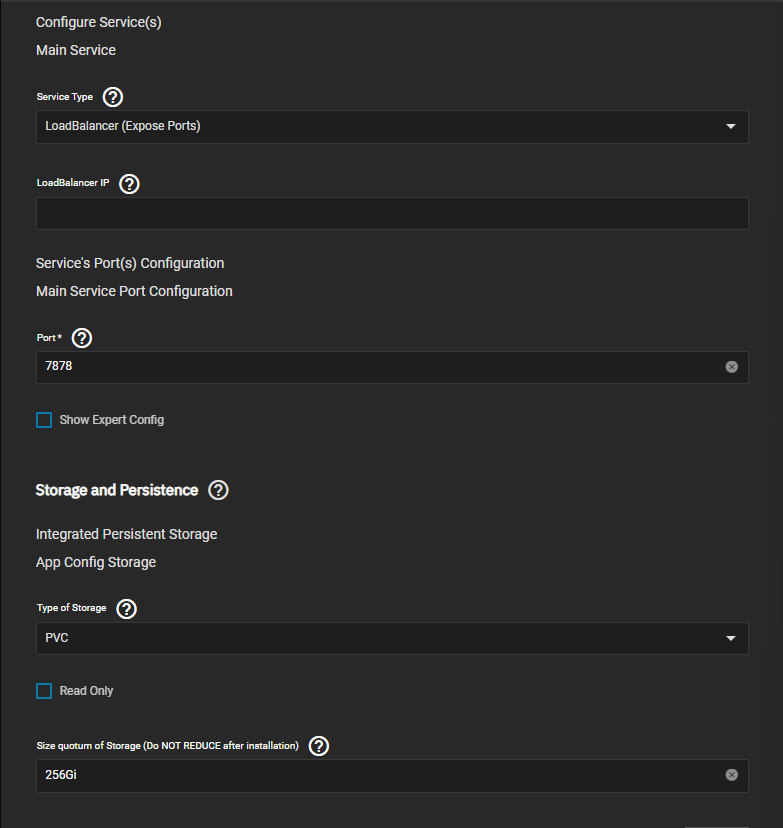 Configure Service(s)
Main Service
Service Type ?
LoadBalancer (Expose Ports)
LoadBalancer IP ?
Service's Port(s) Configuration
Main Service Port Configuration
Port* ?
7878
Show Expert Config
Storage and Persistence ?
Integrated Persistent Storage
App Config Storage
Type of Storage ?
PVC
Read Only
Size quotum of Storage (Do NOT REDUCE after installation) ?
256Gi